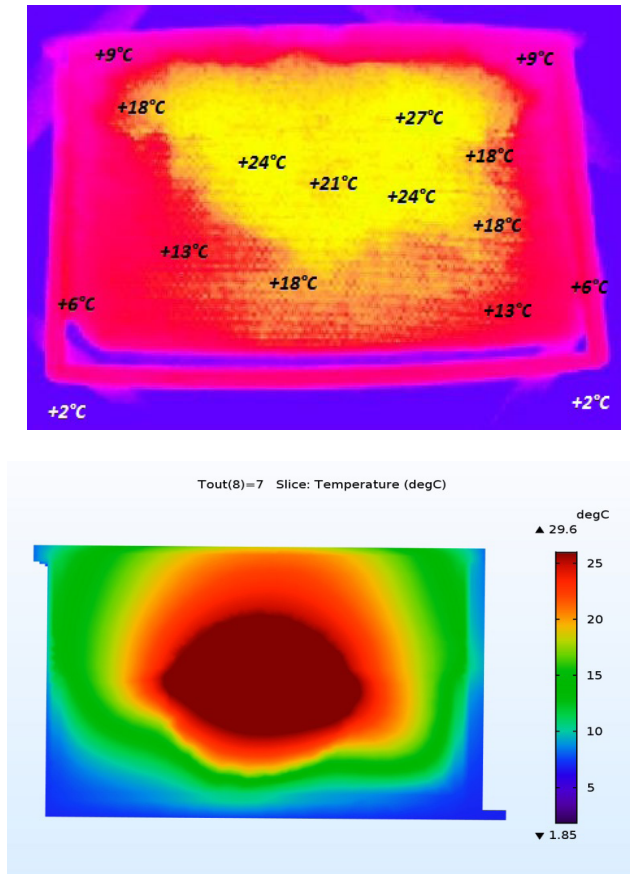 +9°C
+9°C
+18°C
+27°C
+24°C
+18°C
+21°C
+24°C
+18°C
+13°C
+18°C
+6°C
+6°C
+13°C
+2°C
+2°C
Tout(8)=7 Slice: Temperature (degC)
degC
▲ 29.6
25
20
15
10
5
▼ 1.85